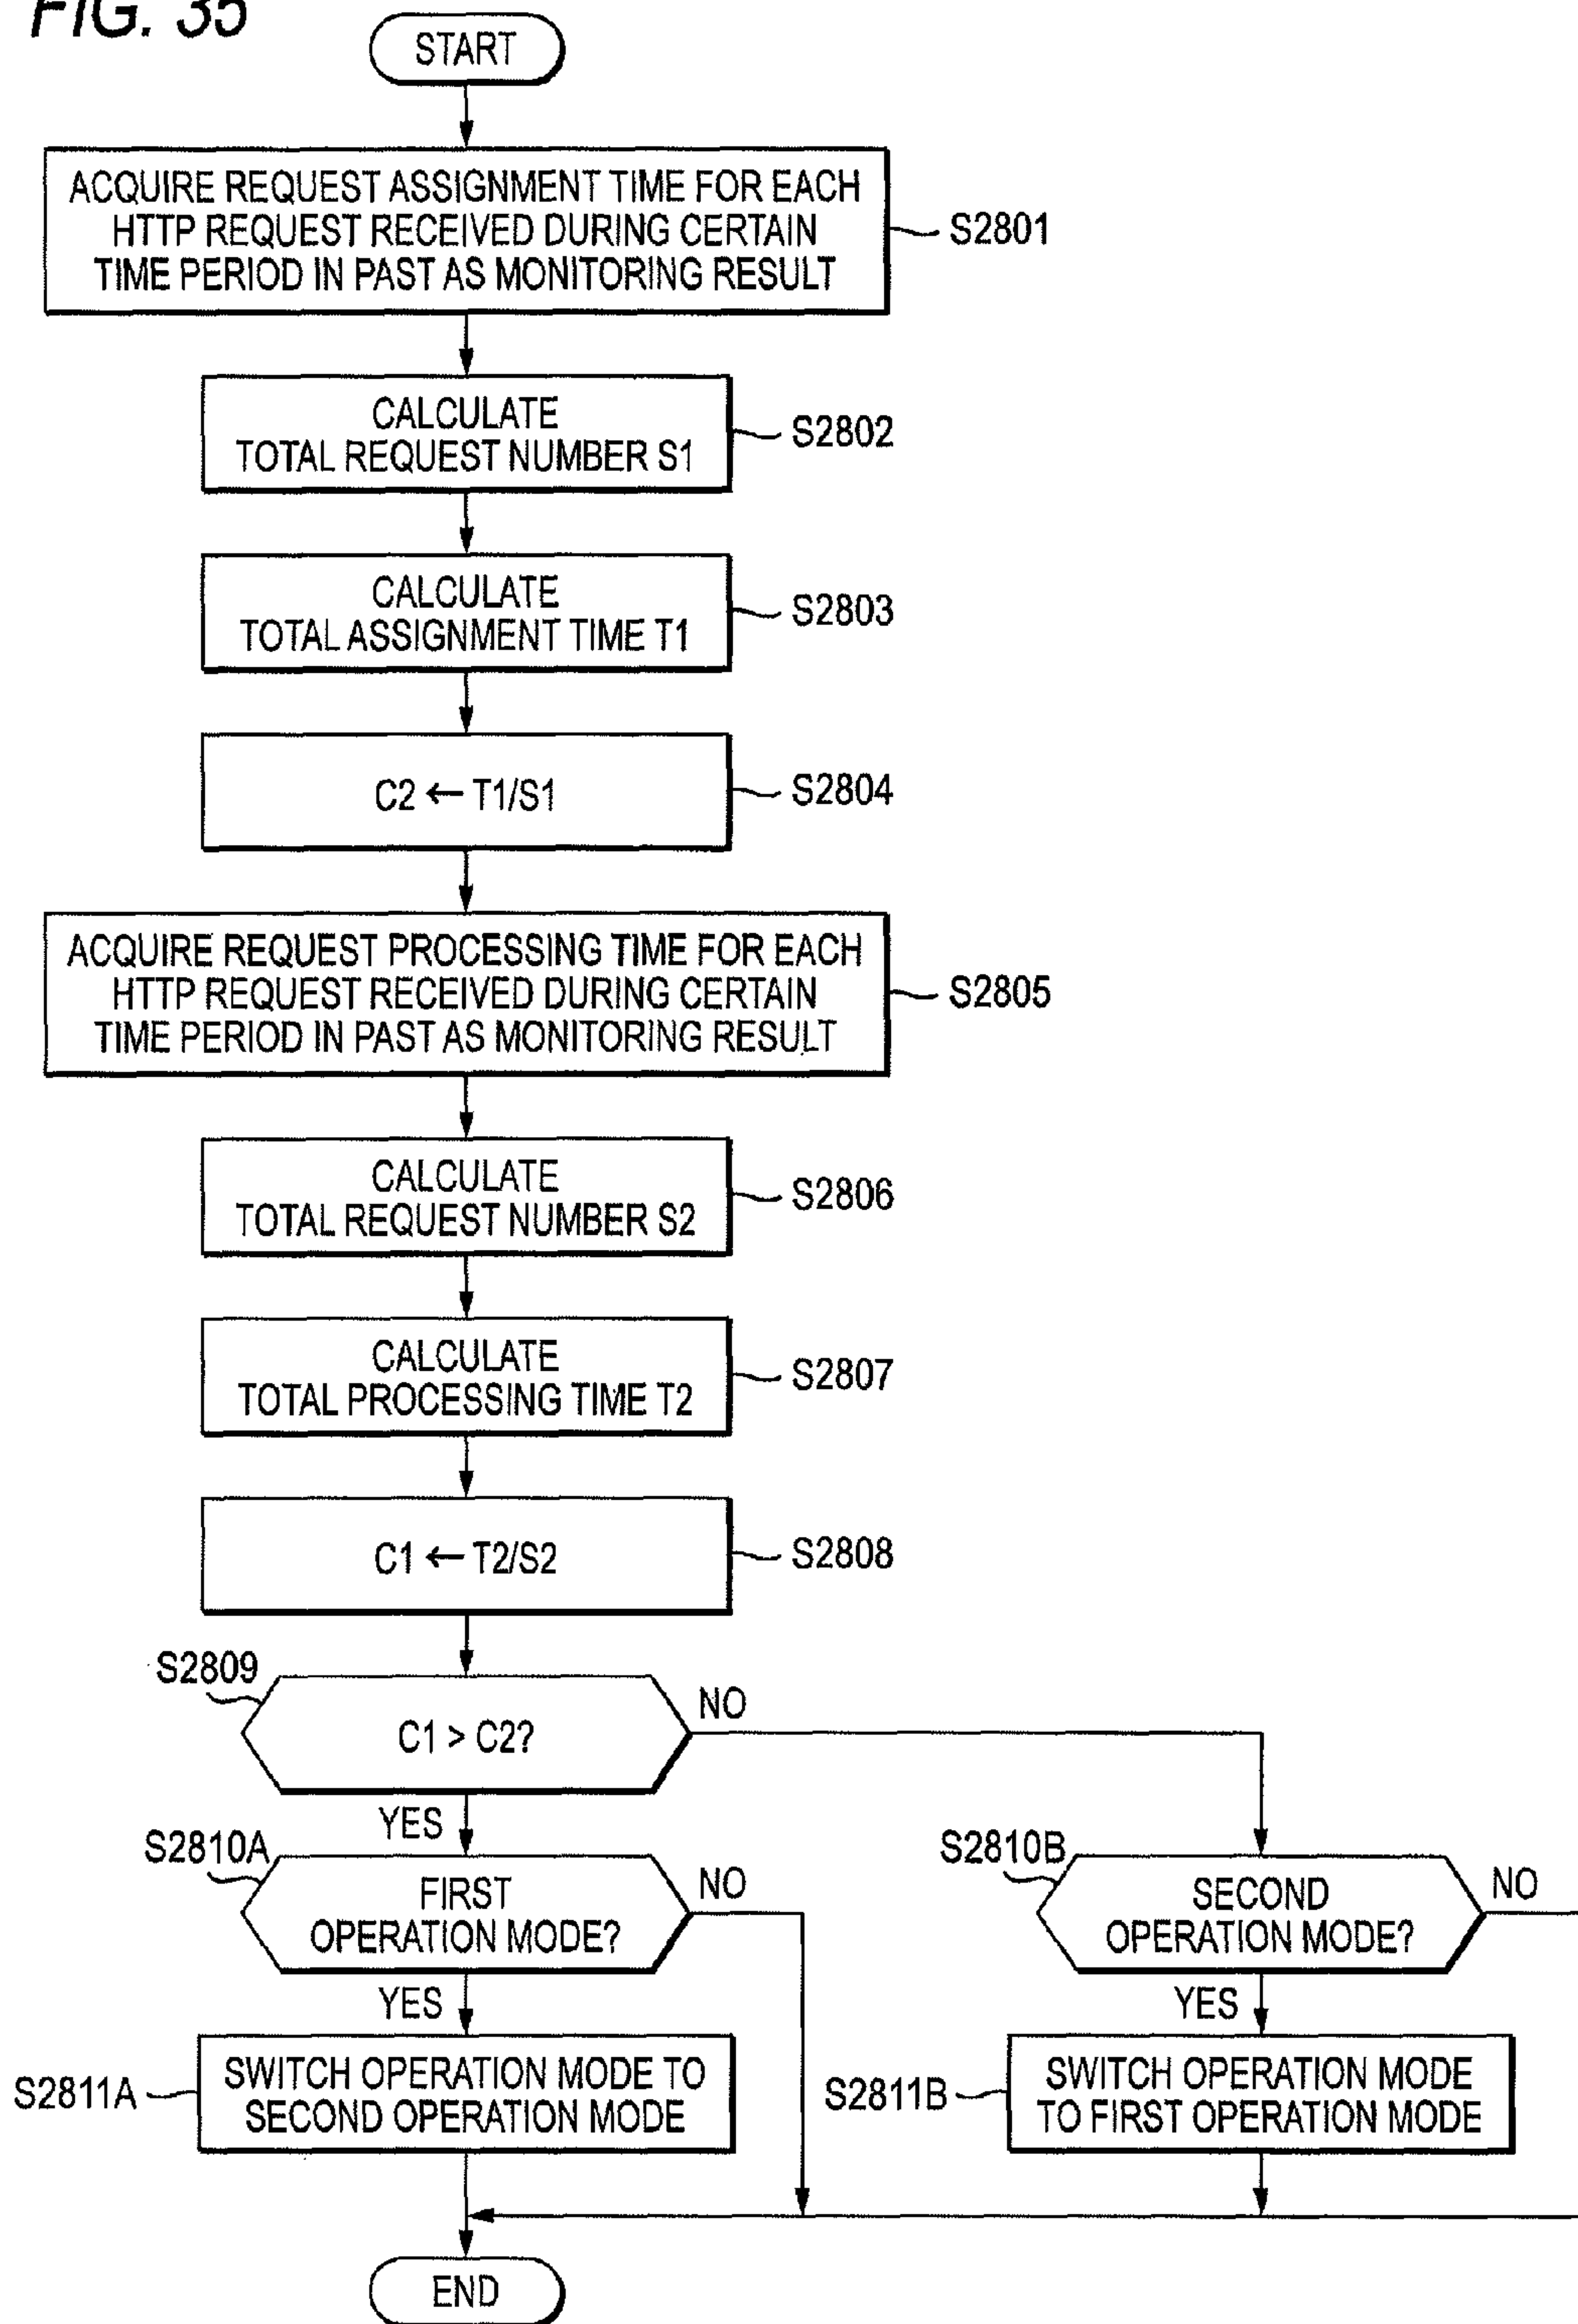 FIG. 35
START
ACQUIRE REQUEST ASSIGNMENT TIME FOR EACH
HTTP REQUEST RECEIVED DURING CERTAIN
TIME PERIOD IN PAST AS MONITORING RESULT
S2801
CALCULATE
TOTAL REQUEST NUMBER S1
S2802
CALCULATE
TOTAL ASSIGNMENT TIME T1
S2803
C2 ← T1/S1
S2804
ACQUIRE REQUEST PROCESSING TIME FOR EACH
HTTP REQUEST RECEIVED DURING CERTAIN
TIME PERIOD IN PAST AS MONITORING RESULT
S2805
CALCULATE
TOTAL REQUEST NUMBER S2
S2806
CALCULATE
TOTAL PROCESSING TIME T2
S2807
C1 ← T2/S2
S2808
S2809
C1 > C2?
NO
YES
S2810A
FIRST
OPERATION MODE?
NO
YES
S2810B
SECOND
OPERATION MODE?
NO
YES
S2811A
SWITCH OPERATION MODE TO
SECOND OPERATION MODE
S2811B
SWITCH OPERATION MODE
TO FIRST OPERATION MODE
END